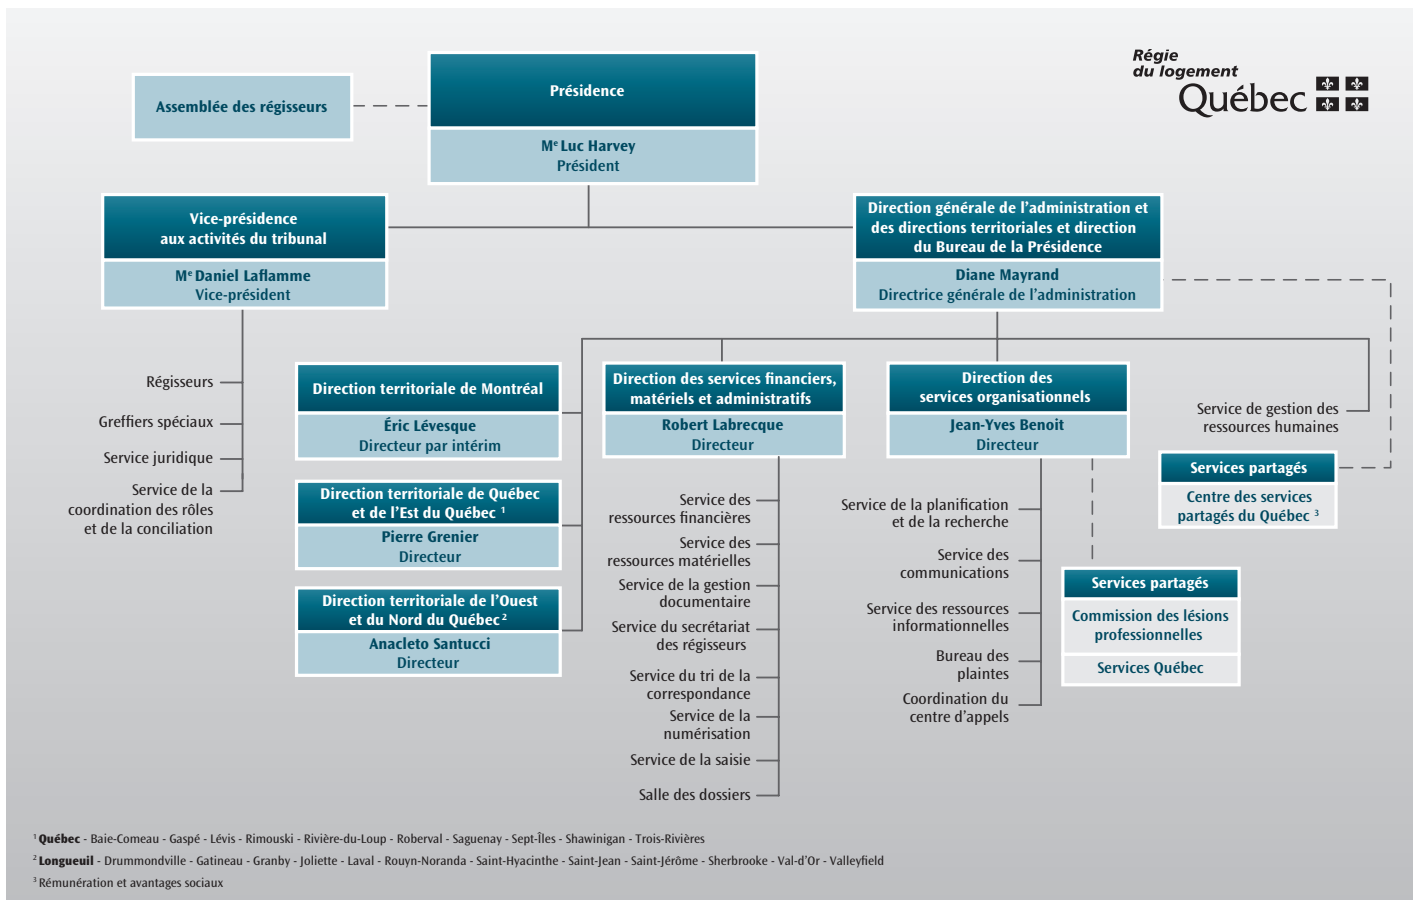 Régie
du logement
Québec
Assemblée des régisseurs
Présidence
Me Luc Harvey
Président
Vice-présidence
aux activités du tribunal
Me Daniel Laflamme
Vice-président
Direction générale de l'administration et
des directions territoriales et direction
du Bureau de la Présidence
Diane Mayrand
Directrice générale de l'administration
Régisseurs
Greffiers spéciaux
Service juridique
Service de la
coordination des rôles
et de la conciliation
Direction territoriale de Montréal
Éric Lévesque
Directeur par intérim
Direction territoriale de Québec
et de l'Est du Québec 1
Pierre Grenier
Directeur
Direction territoriale de l'Ouest
et du Nord du Québec 2
Anacleto Santucci
Directeur
Direction des services financiers,
matériels et administratifs
Robert Labrecque
Directeur
Service des
ressources financières
Service des
ressources matérielles
Service de la gestion
documentaire
Service du secrétariat
des régisseurs
Service du tri de la
correspondance
Service de la
numérisation
Service de la saisie
Salle des dossiers
Direction des
services organisationnels
Jean-Yves Benoit
Directeur
Service de la planification
et de la recherche
Service des
communications
Service des ressources
informationnelles
Bureau des
plaintes
Coordination du
centre d'appels
Service de gestion des
ressources humaines
Services partagés
Centre des services
partagés du Québec 3
Services partagés
Commission des lésions
professionnelles
Services Québec
1 Québec - Baie-Comeau - Gaspé - Lévis - Rimouski - Rivière-du-Loup - Roberval - Saguenay - Sept-Îles - Shawinigan - Trois-Rivières
2 Longueuil - Drummondville - Gatineau - Granby - Joliette - Laval - Rouyn-Noranda - Saint-Hyacinthe - Saint-Jean - Saint-Jérôme - Sherbrooke - Val-d'Or - Valleyfield
3 Rémunération et avantages sociaux